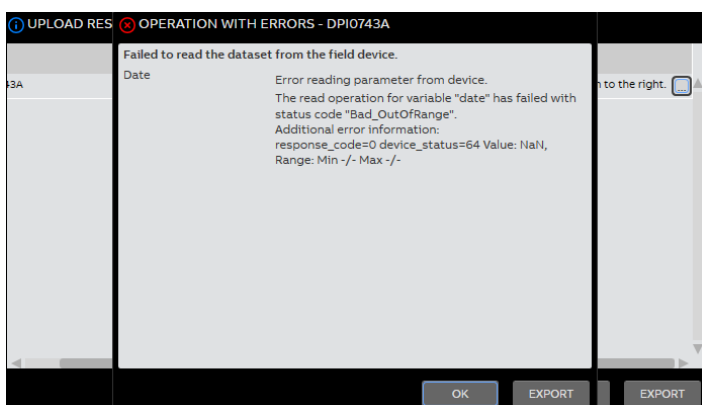 UPLOAD RES
OPERATION WITH ERRORS - DPI0743A
Failed to read the dataset from the field device.
Date
Error reading parameter from device.
43A
n to the right.
...
The read operation for variable "date" has failed with
status code "Bad_OutOfRange".
Additional error information:
response_code=0 device_status=64 Value: NaN,
Range: Min -/- Max -/-
OK
EXPORT
EXPORT